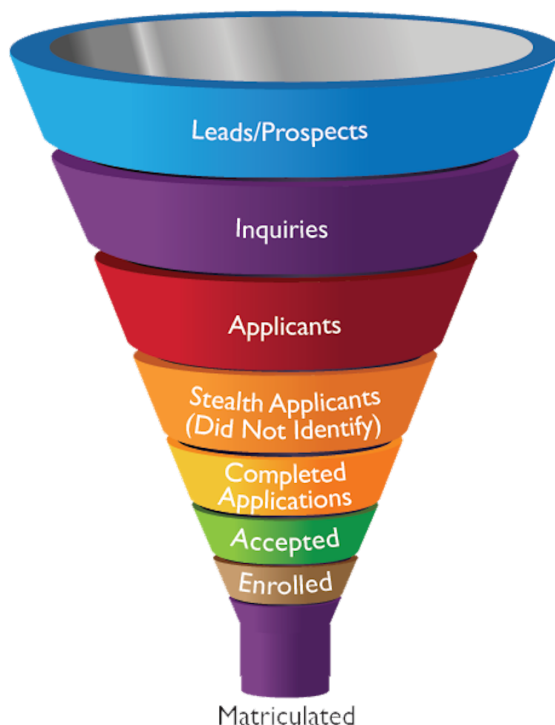 Leads/Prospects
Inquiries
Applicants
Stealth Applicants
(Did Not Identify)
Completed
Applications
Accepted
Enrolled
Matriculated